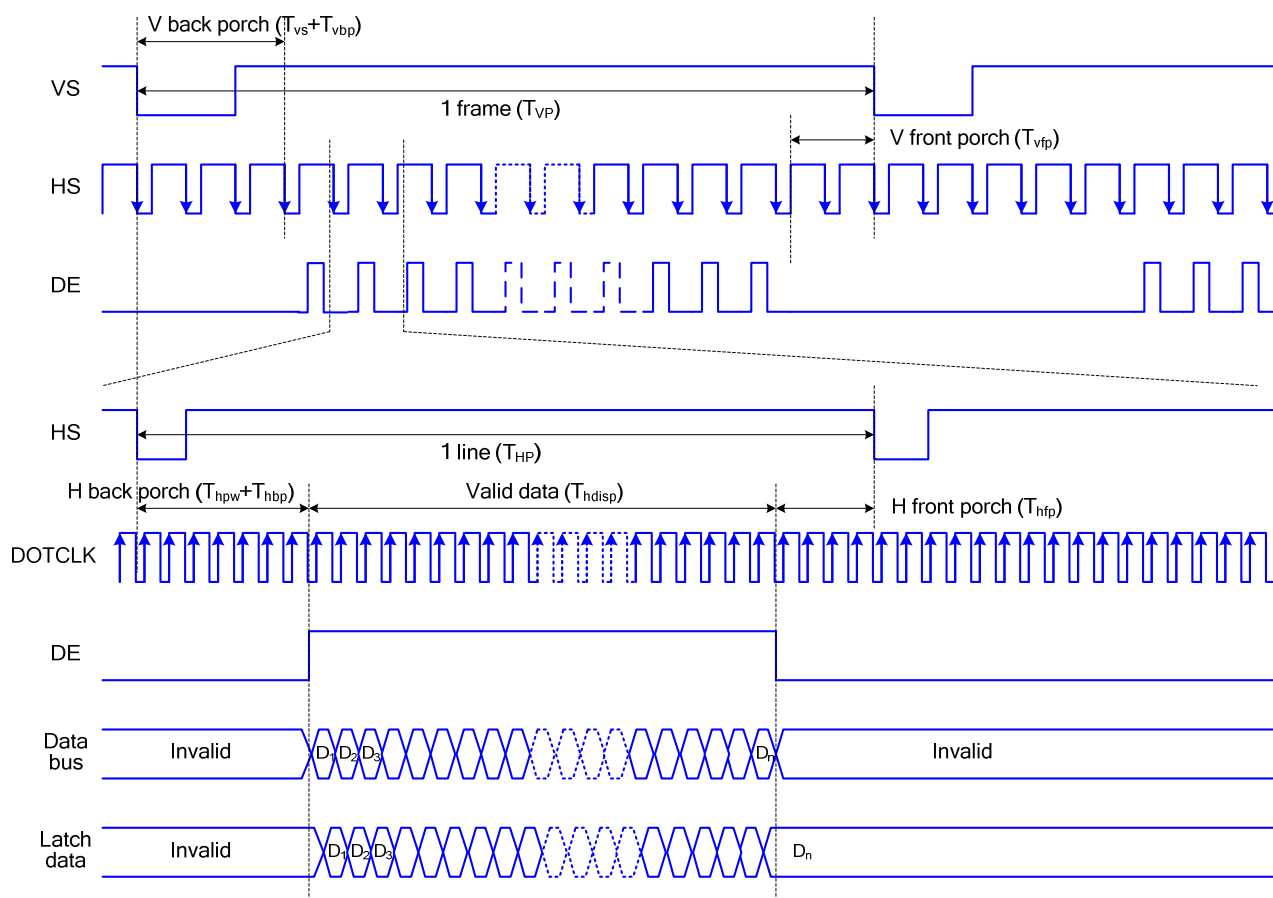 V back porch (Tvs+Tvbp)
VS
1 frame (TVP)
V front porch (Tvfp)
HS
DE
HS
1 line (THP)
H back porch (Thpw+Thbp)
Valid data (Thdisp)
H front porch (Thfp)
DOTCLK
DE
Data
bus
Invalid
D1 D2 D3
Dn
Invalid
Latch
data
Invalid
D1 D2 D3
Dn